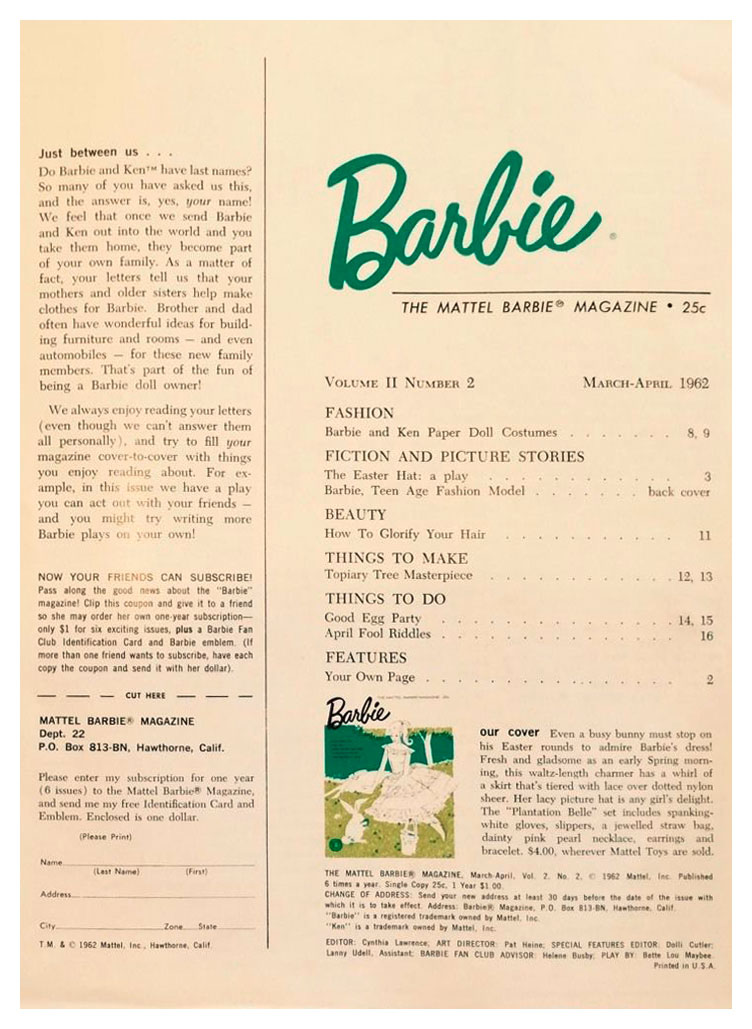 Just between us . . .
Do Barbie and Ken™ have last names?
So many of you have asked us this,
and the answer is, yes, your name!
We feel that once we send Barbie
and Ken out into the world and you
take them home, they become part
of your own family. As a matter of
fact, your letters tell us that your
mothers and older sisters help make
clothes for Barbie. Brother and dad
often have wonderful ideas for build-
ing furniture and rooms — and even
automobiles — for these new family
members. That's part of the fun of
being a Barbie doll owner!
We always enjoy reading your letters
(even though we can't answer them
all personally), and try to fill your
magazine cover-to-cover with things
you enjoy reading about. For ex-
ample, in this issue we have a play
you can act out with your friends —
and you might try writing more
Barbie plays on your own!
NOW YOUR FRIENDS CAN SUBSCRIBE!
Pass along the good news about the "Barbie"
magazine! Clip this coupon and give it to a friend
so she may order her own one-year subscription—
only $1 for six exciting issues, plus a Barbie Fan
Club Identification Card and Barbie emblem. (If
more than one friend wants to subscribe, have each
copy the coupon and send it with her dollar).
CUT HERE
MATTEL BARBIE® MAGAZINE
Dept. 22
P.O. Box 813-BN, Hawthorne, Calif.
Please enter my subscription for one year
(6 issues) to the Mattel Barbie® Magazine,
and send me my free Identification Card and
Emblem. Enclosed is one dollar.
(Please Print)
Name
(Last Name) (First)
Address
City Zone State
T.M. & © 1962 Mattel, Inc., Hawthorne, Calif.
Barbie®
THE MATTEL BARBIE® MAGAZINE • 25c
VOLUME II NUMBER 2 MARCH-APRIL 1962
FASHION
Barbie and Ken Paper Doll Costumes . . . . . . . 8, 9
FICTION AND PICTURE STORIES
The Easter Hat: a play . . . . . . . . . . . . 3
Barbie, Teen Age Fashion Model . . . . . . . back cover
BEAUTY
How To Glorify Your Hair . . . . . . . . . . . 11
THINGS TO MAKE
Topiary Tree Masterpiece . . . . . . . . . . . 12, 13
THINGS TO DO
Good Egg Party . . . . . . . . . . . . . . 14, 15
April Fool Riddles . . . . . . . . . . . . . . . 16
FEATURES
Your Own Page . . . . . . . . . . . . . . . 2
Barbie
our cover Even a busy bunny must stop on
his Easter rounds to admire Barbie's dress!
Fresh and gladsome as an early Spring morn-
ing, this waltz-length charmer has a whirl of
a skirt that's tiered with lace over dotted nylon
sheer. Her lacy picture hat is any girl's delight.
The "Plantation Belle" set includes spanking-
white gloves, slippers, a jewelled straw bag,
dainty pink pearl necklace, earrings and
bracelet. $4.00, wherever Mattel Toys are sold.
THE MATTEL BARBIE® MAGAZINE, March-April, Vol. 2, No. 2, © 1962 Mattel, Inc. Published
6 times a year. Single Copy 25c, 1 Year $1.00.
CHANGE OF ADDRESS: Send your new address at least 30 days before the date of the issue with
which it is to take effect. Address: Barbie® Magazine, P.O. Box 813-BN, Hawthorne, Calif.
"Barbie" is a registered trademark owned by Mattel, Inc.
"Ken" is a trademark owned by Mattel, Inc.
EDITOR: Cynthia Lawrence; ART DIRECTOR: Pat Heine; SPECIAL FEATURES EDITOR: Dolli Cutler;
Lanny Udell, Assistant; BARBIE FAN CLUB ADVISOR: Helene Busby; PLAY BY: Bette Lou Maybee.
Printed in U.S.A.